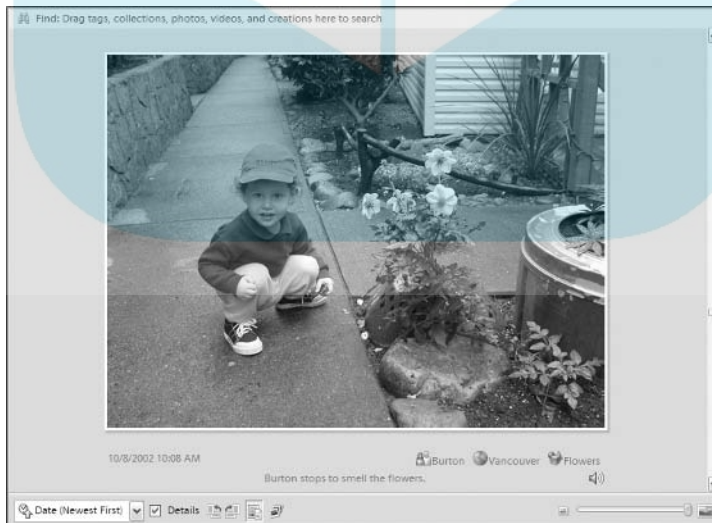 Find: Drag tags, collections, photos, videos, and creations here to search
10/8/2002 10:08 AM
Burton Vancouver Flowers
Burton stops to smell the flowers.
Date (Newest First) Details